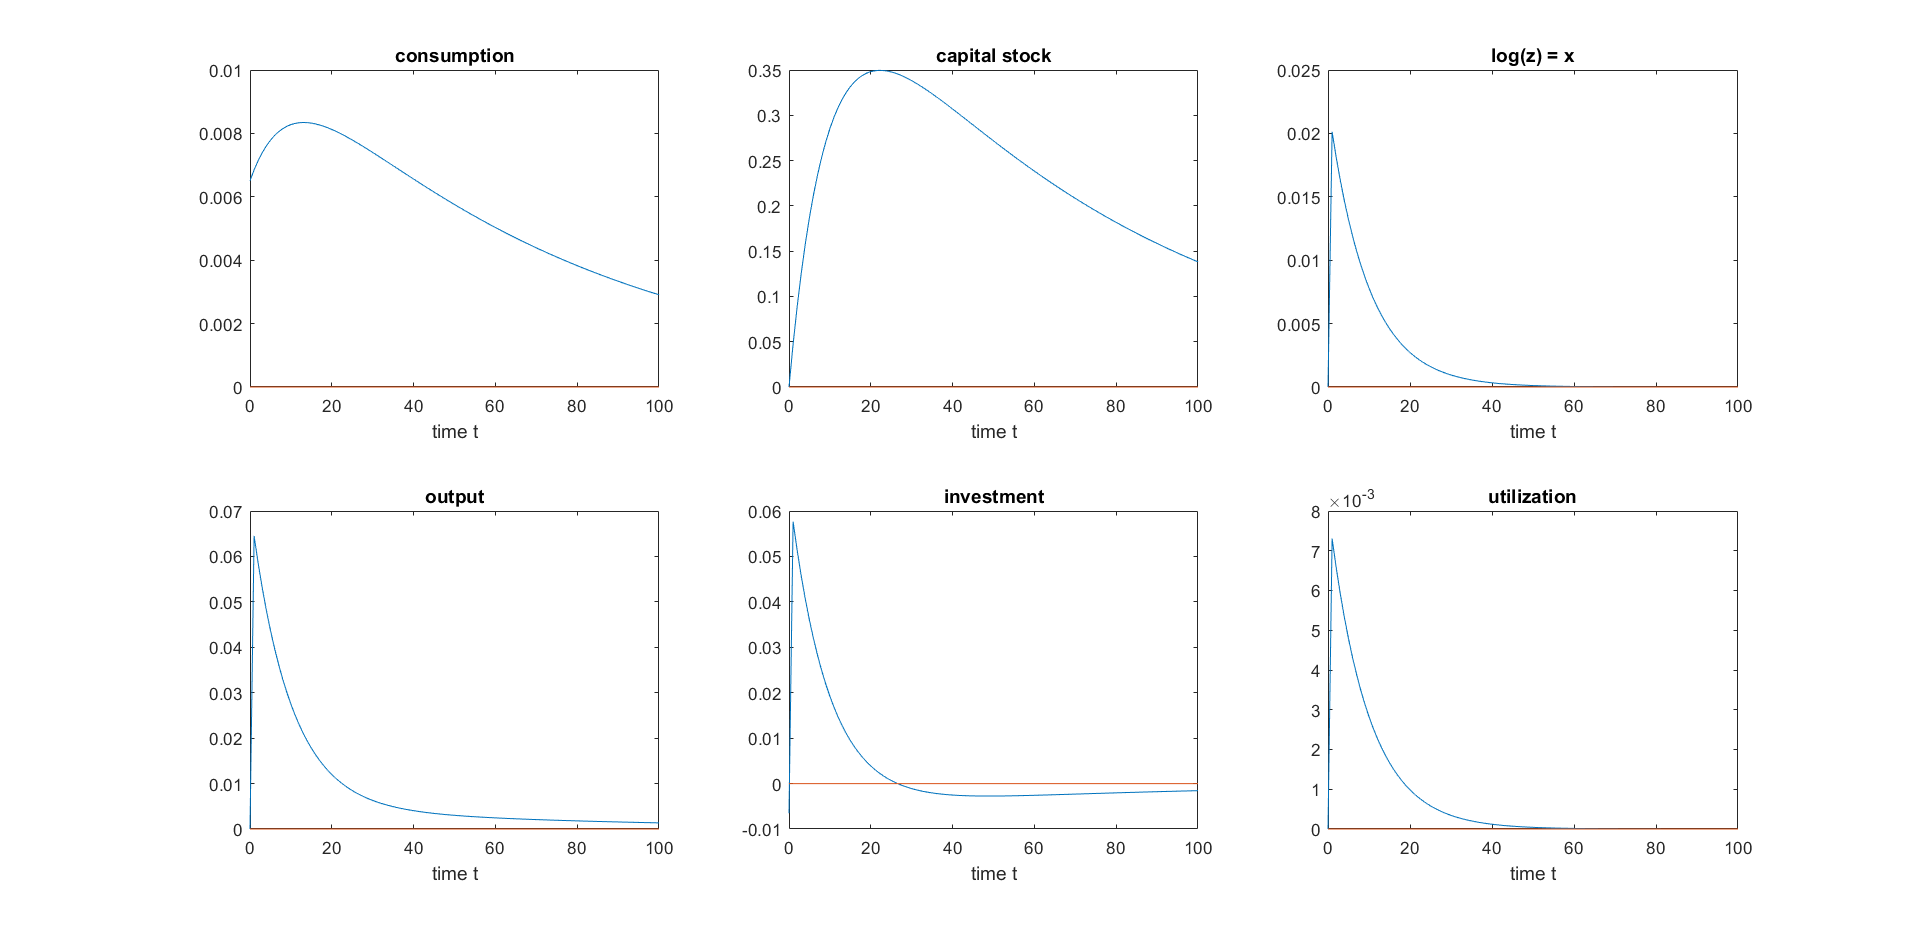 consumption
0.01
0.008
0.006
0.004
0.002
0
0 20 40 60 80 100
time t
capital stock
0.35
0.3
0.25
0.2
0.15
0.1
0.05
0
0 20 40 60 80 100
time t
log(z) = x
0.025
0.02
0.015
0.01
0.005
0
0 20 40 60 80 100
time t
output
0.07
0.06
0.05
0.04
0.03
0.02
0.01
0
0 20 40 60 80 100
time t
investment
0.06
0.05
0.04
0.03
0.02
0.01
0
-0.01
0 20 40 60 80 100
time t
×10-3
utilization
8
7
6
5
4
3
2
1
0
0 20 40 60 80 100
time t